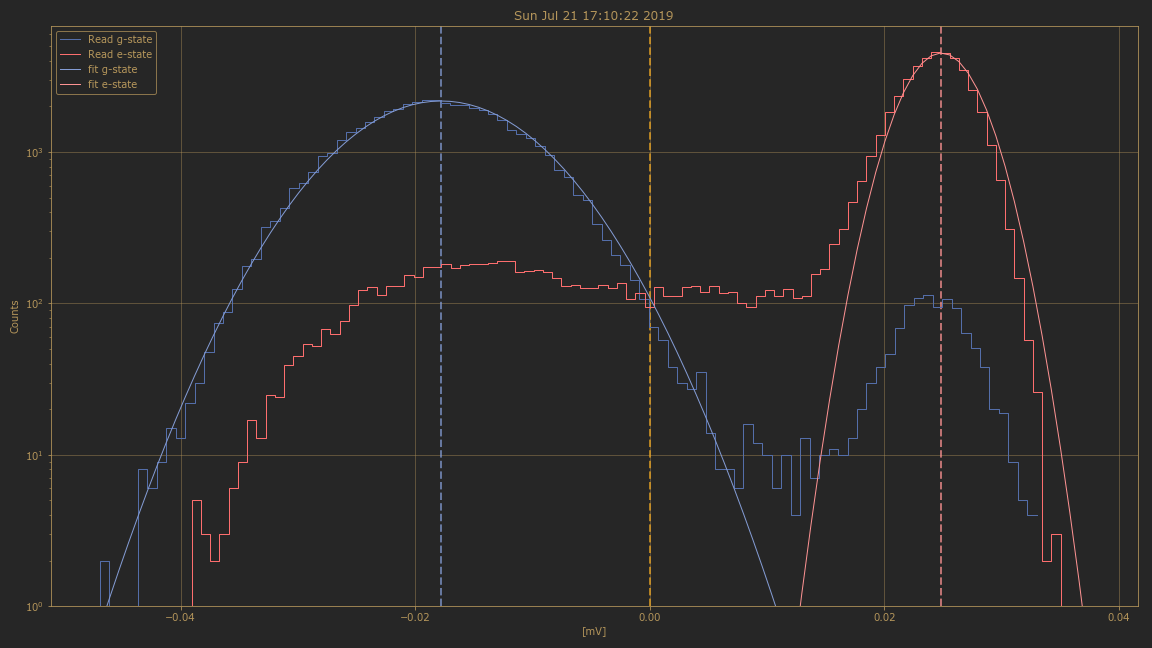 Sun Jul 21 17:10:22 2019
Read g-state
Read e-state
fit g-state
fit e-state
Counts
10³
10²
10¹
10⁰
−0.04
−0.02
0.00
0.02
0.04
[mV]